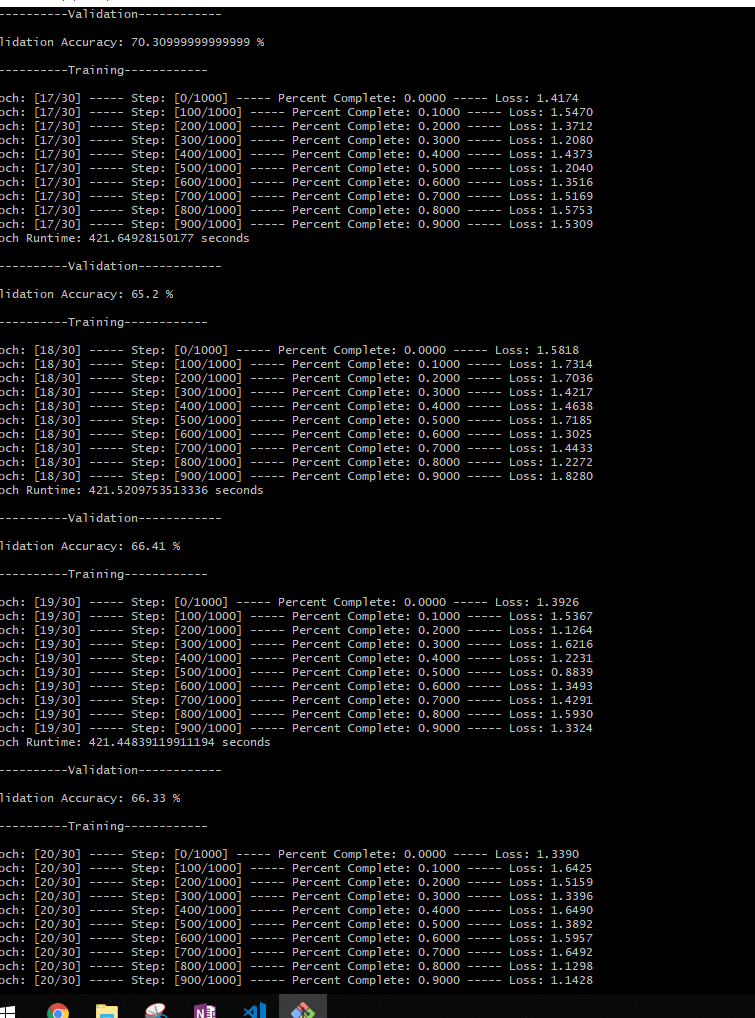 ----------Validation------------
lidation Accuracy: 70.30999999999999 %
----------Training------------
och: [17/30] ----- Step: [0/1000] ----- Percent Complete: 0.0000 ----- Loss: 1.4174
och: [17/30] ----- Step: [100/1000] ----- Percent Complete: 0.1000 ----- Loss: 1.5470
och: [17/30] ----- Step: [200/1000] ----- Percent Complete: 0.2000 ----- Loss: 1.3712
och: [17/30] ----- Step: [300/1000] ----- Percent Complete: 0.3000 ----- Loss: 1.2080
och: [17/30] ----- Step: [400/1000] ----- Percent Complete: 0.4000 ----- Loss: 1.4373
och: [17/30] ----- Step: [500/1000] ----- Percent Complete: 0.5000 ----- Loss: 1.2040
och: [17/30] ----- Step: [600/1000] ----- Percent Complete: 0.6000 ----- Loss: 1.3516
och: [17/30] ----- Step: [700/1000] ----- Percent Complete: 0.7000 ----- Loss: 1.5169
och: [17/30] ----- Step: [800/1000] ----- Percent Complete: 0.8000 ----- Loss: 1.5753
och: [17/30] ----- Step: [900/1000] ----- Percent Complete: 0.9000 ----- Loss: 1.5309
och Runtime: 421.64928150177 seconds
----------Validation------------
lidation Accuracy: 65.2 %
----------Training------------
och: [18/30] ----- Step: [0/1000] ----- Percent Complete: 0.0000 ----- Loss: 1.5818
och: [18/30] ----- Step: [100/1000] ----- Percent Complete: 0.1000 ----- Loss: 1.7314
och: [18/30] ----- Step: [200/1000] ----- Percent Complete: 0.2000 ----- Loss: 1.7036
och: [18/30] ----- Step: [300/1000] ----- Percent Complete: 0.3000 ----- Loss: 1.4217
och: [18/30] ----- Step: [400/1000] ----- Percent Complete: 0.4000 ----- Loss: 1.4638
och: [18/30] ----- Step: [500/1000] ----- Percent Complete: 0.5000 ----- Loss: 1.7185
och: [18/30] ----- Step: [600/1000] ----- Percent Complete: 0.6000 ----- Loss: 1.3025
och: [18/30] ----- Step: [700/1000] ----- Percent Complete: 0.7000 ----- Loss: 1.4433
och: [18/30] ----- Step: [800/1000] ----- Percent Complete: 0.8000 ----- Loss: 1.2272
och: [18/30] ----- Step: [900/1000] ----- Percent Complete: 0.9000 ----- Loss: 1.8280
och Runtime: 421.5209753513336 seconds
----------Validation------------
lidation Accuracy: 66.41 %
----------Training------------
och: [19/30] ----- Step: [0/1000] ----- Percent Complete: 0.0000 ----- Loss: 1.3926
och: [19/30] ----- Step: [100/1000] ----- Percent Complete: 0.1000 ----- Loss: 1.5367
och: [19/30] ----- Step: [200/1000] ----- Percent Complete: 0.2000 ----- Loss: 1.1264
och: [19/30] ----- Step: [300/1000] ----- Percent Complete: 0.3000 ----- Loss: 1.6216
och: [19/30] ----- Step: [400/1000] ----- Percent Complete: 0.4000 ----- Loss: 1.2231
och: [19/30] ----- Step: [500/1000] ----- Percent Complete: 0.5000 ----- Loss: 0.8839
och: [19/30] ----- Step: [600/1000] ----- Percent Complete: 0.6000 ----- Loss: 1.3493
och: [19/30] ----- Step: [700/1000] ----- Percent Complete: 0.7000 ----- Loss: 1.4291
och: [19/30] ----- Step: [800/1000] ----- Percent Complete: 0.8000 ----- Loss: 1.5930
och: [19/30] ----- Step: [900/1000] ----- Percent Complete: 0.9000 ----- Loss: 1.3324
och Runtime: 421.44839119911194 seconds
----------Validation------------
lidation Accuracy: 66.33 %
----------Training------------
och: [20/30] ----- Step: [0/1000] ----- Percent Complete: 0.0000 ----- Loss: 1.3390
och: [20/30] ----- Step: [100/1000] ----- Percent Complete: 0.1000 ----- Loss: 1.6425
och: [20/30] ----- Step: [200/1000] ----- Percent Complete: 0.2000 ----- Loss: 1.5159
och: [20/30] ----- Step: [300/1000] ----- Percent Complete: 0.3000 ----- Loss: 1.3396
och: [20/30] ----- Step: [400/1000] ----- Percent Complete: 0.4000 ----- Loss: 1.6490
och: [20/30] ----- Step: [500/1000] ----- Percent Complete: 0.5000 ----- Loss: 1.3892
och: [20/30] ----- Step: [600/1000] ----- Percent Complete: 0.6000 ----- Loss: 1.5957
och: [20/30] ----- Step: [700/1000] ----- Percent Complete: 0.7000 ----- Loss: 1.6492
och: [20/30] ----- Step: [800/1000] ----- Percent Complete: 0.8000 ----- Loss: 1.1298
och: [20/30] ----- Step: [900/1000] ----- Percent Complete: 0.9000 ----- Loss: 1.1428
N